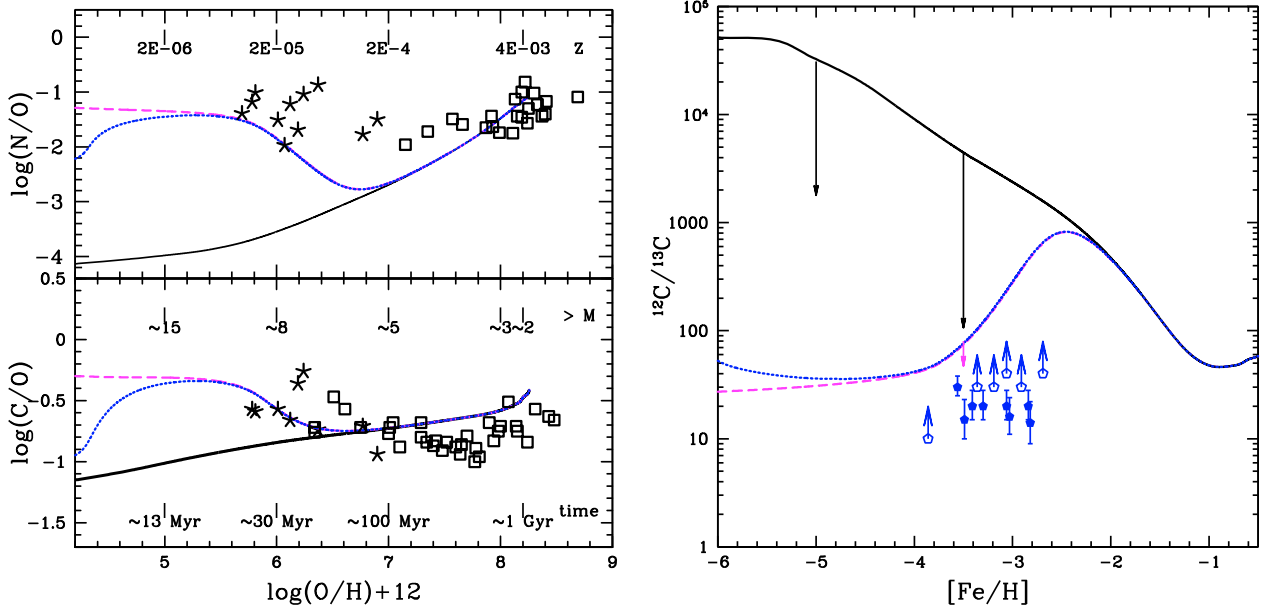 0
−1
−2
−3
−4
log(N/O)
2E−06 2E−05 2E−4 4E−03 Z
0.5
0
−0.5
−1
−1.5
log(C/O)
~15 ~8 ~5 ~3~2 > M
~13 Myr ~30 Myr ~100 Myr ~1 Gyr time
5 6 7 8 9
log(O/H)+12
10⁵
10⁴
1000
100
10
1
¹²C/¹³C
−6 −5 −4 −3 −2 −1
[Fe/H]